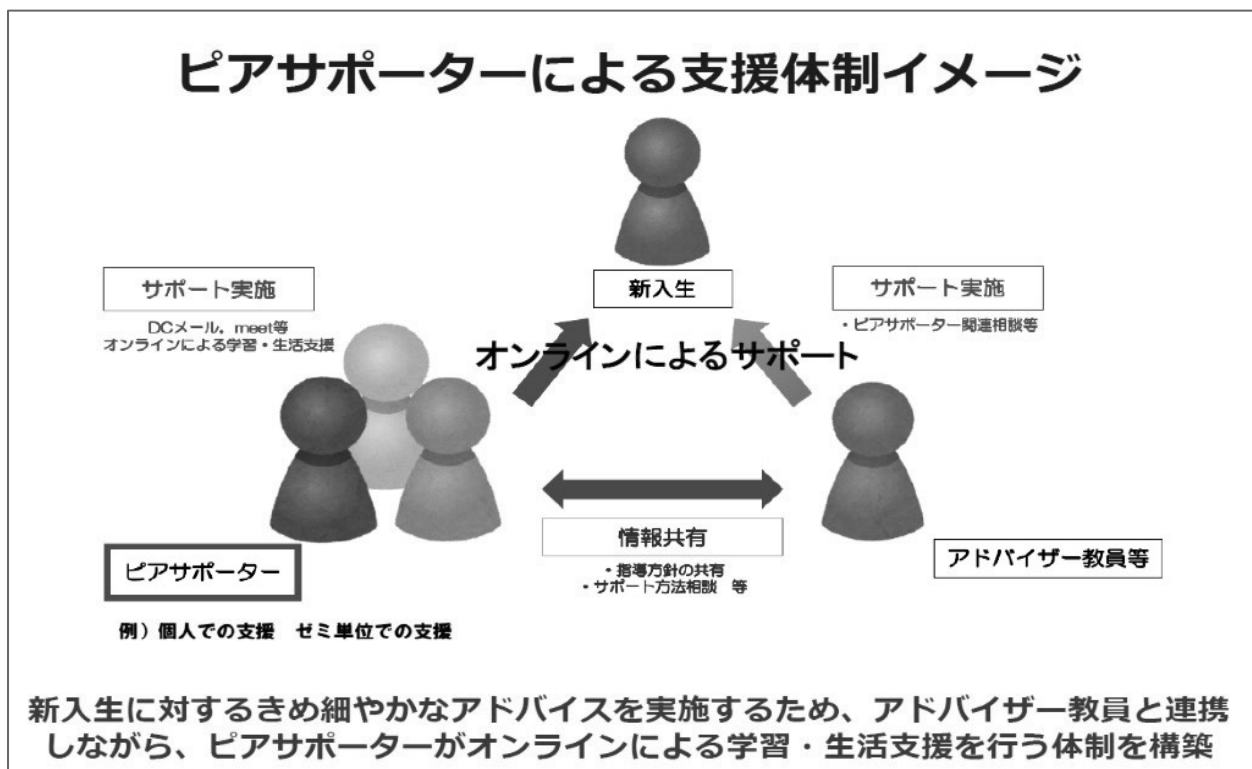 ピアサポーターによる支援体制イメージ
新入生
サポート実施
DCメール，meet等
オンラインによる学習・生活支援
サポート実施
・ピアサポーター関連相談等
オンラインによるサポート
情報共有
・指導方針の共有
・サポート方法相談　等
ピアサポーター
アドバイザー教員等
例）個人での支援　ゼミ単位での支援
新入生に対するきめ細やかなアドバイスを実施するため、アドバイザー教員と連携
しながら、ピアサポーターがオンラインによる学習・生活支援を行う体制を構築